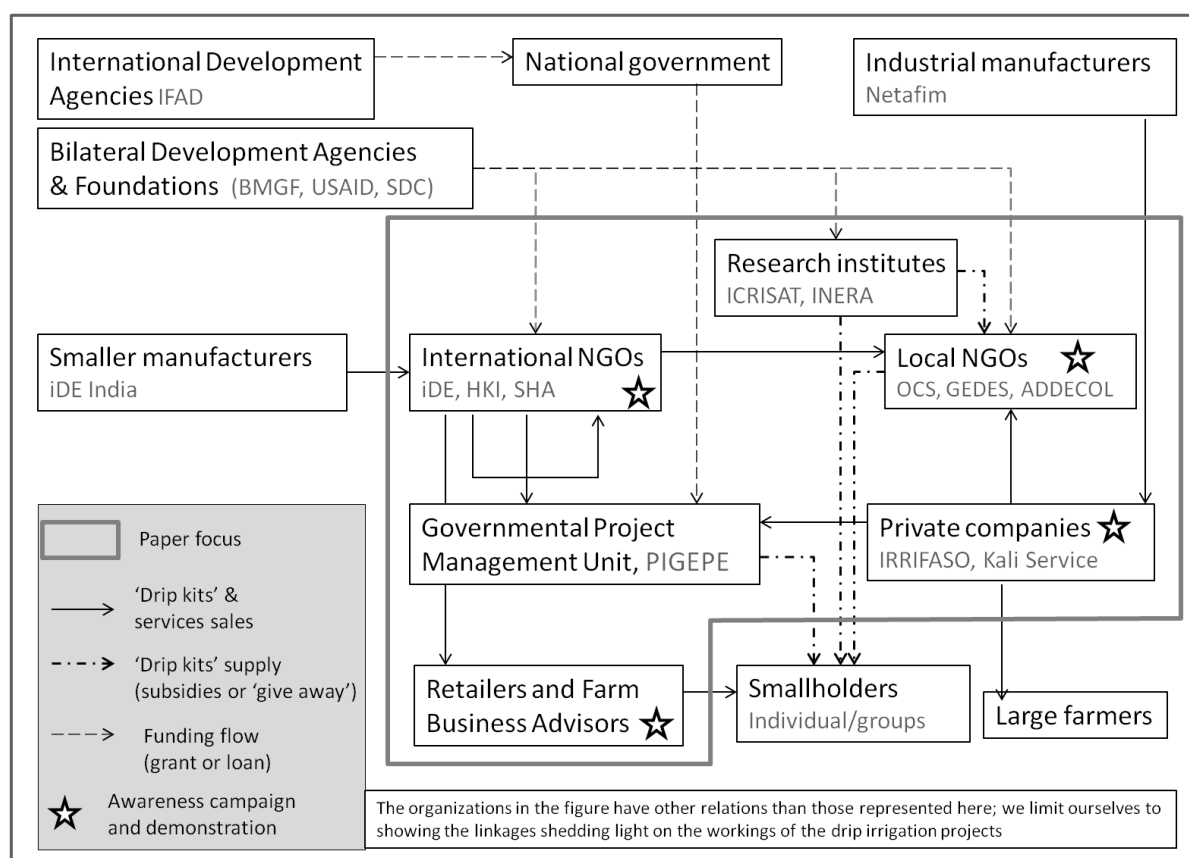 International Development
Agencies IFAD
National government
Industrial manufacturers
Netafim
Bilateral Development Agencies
& Foundations (BMGF, USAID, SDC)
Research institutes
ICRISAT, INERA
Smaller manufacturers
iDE India
International NGOs
iDE, HKI, SHA
Local NGOs
OCS, GEDES, ADDECOL
Governmental Project
Management Unit, PIGEPE
Private companies
IRRIFASO, Kali Service
Retailers and Farm
Business Advisors
Smallholders
Individual/groups
Large farmers
Paper focus
‘Drip kits’ &
services sales
‘Drip kits’ supply
(subsidies or ‘give away’)
Funding flow
(grant or loan)
Awareness campaign
and demonstration
The organizations in the figure have other relations than those represented here; we limit ourselves to
showing the linkages shedding light on the workings of the drip irrigation projects